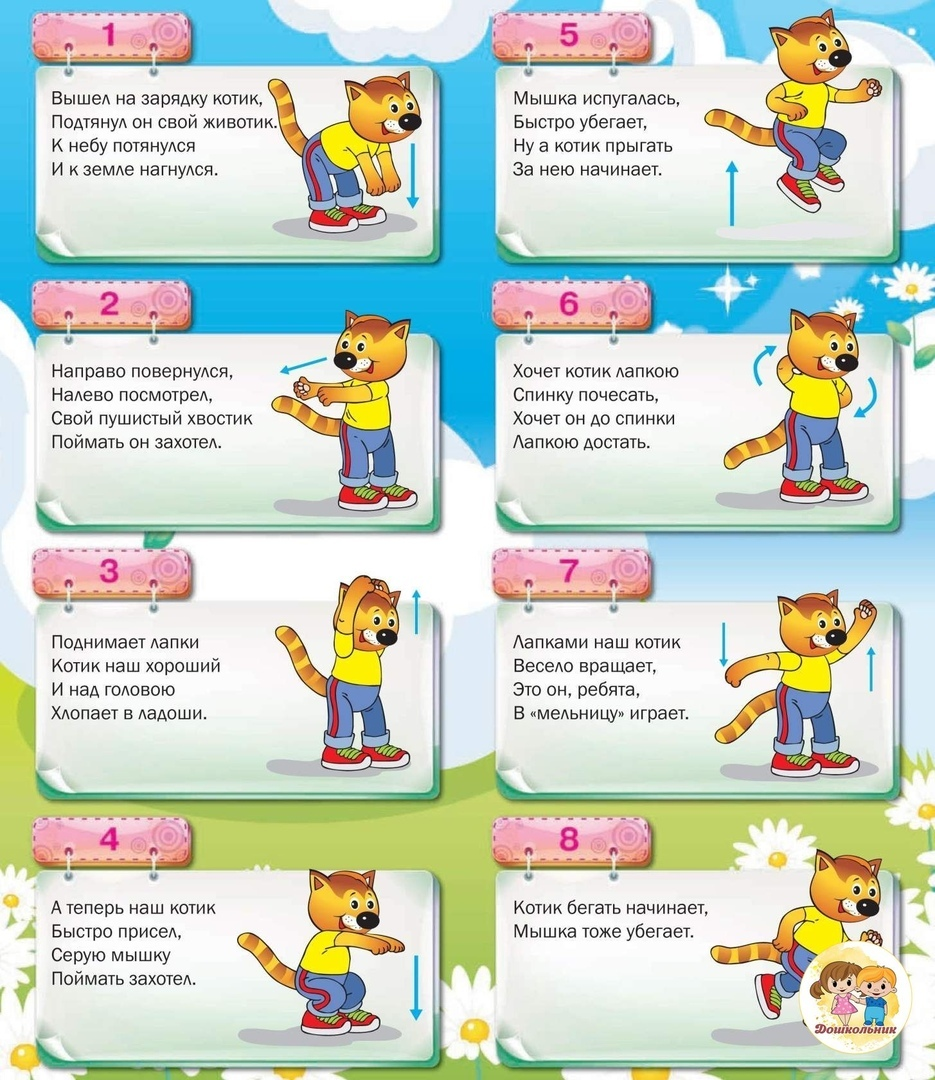 1
Вышел на зарядку котик,
Подтянул он свой животик.
К небу потянулся
И к земле нагнулся.
2
Направо повернулся,
Налево посмотрел,
Свой пушистый хвостик
Поймать он захотел.
3
Поднимает лапки
Котик наш хороший
И над головою
Хлопает в ладоши.
4
А теперь наш котик
Быстро присел,
Серую мышку
Поймать захотел.
5
Мышка испугалась,
Быстро убегает,
Ну а котик прыгать
За нею начинает.
6
Хочет котик лапкою
Спинку почесать,
Хочет он до спинки
Лапкою достать.
7
Лапками наш котик
Весело вращает,
Это он, ребята,
В «мельницу» играет.
8
Котик бегать начинает,
Мышка тоже убегает.
Дошкольник